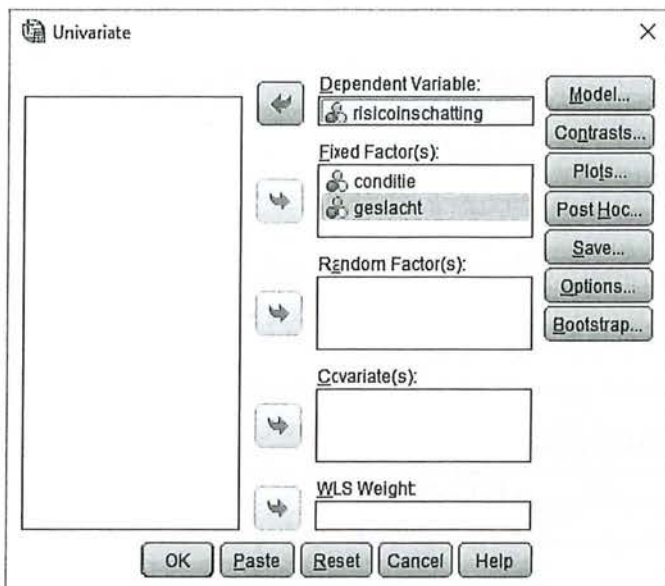 Univariate
Dependent Variable:
risicoinschatting
Fixed Factor(s):
conditie
geslacht
Random Factor(s):
Covariate(s):
WLS Weight:
Model...
Contrasts...
Plots...
Post Hoc...
Save...
Options...
Bootstrap...
OK
Paste
Reset
Cancel
Help